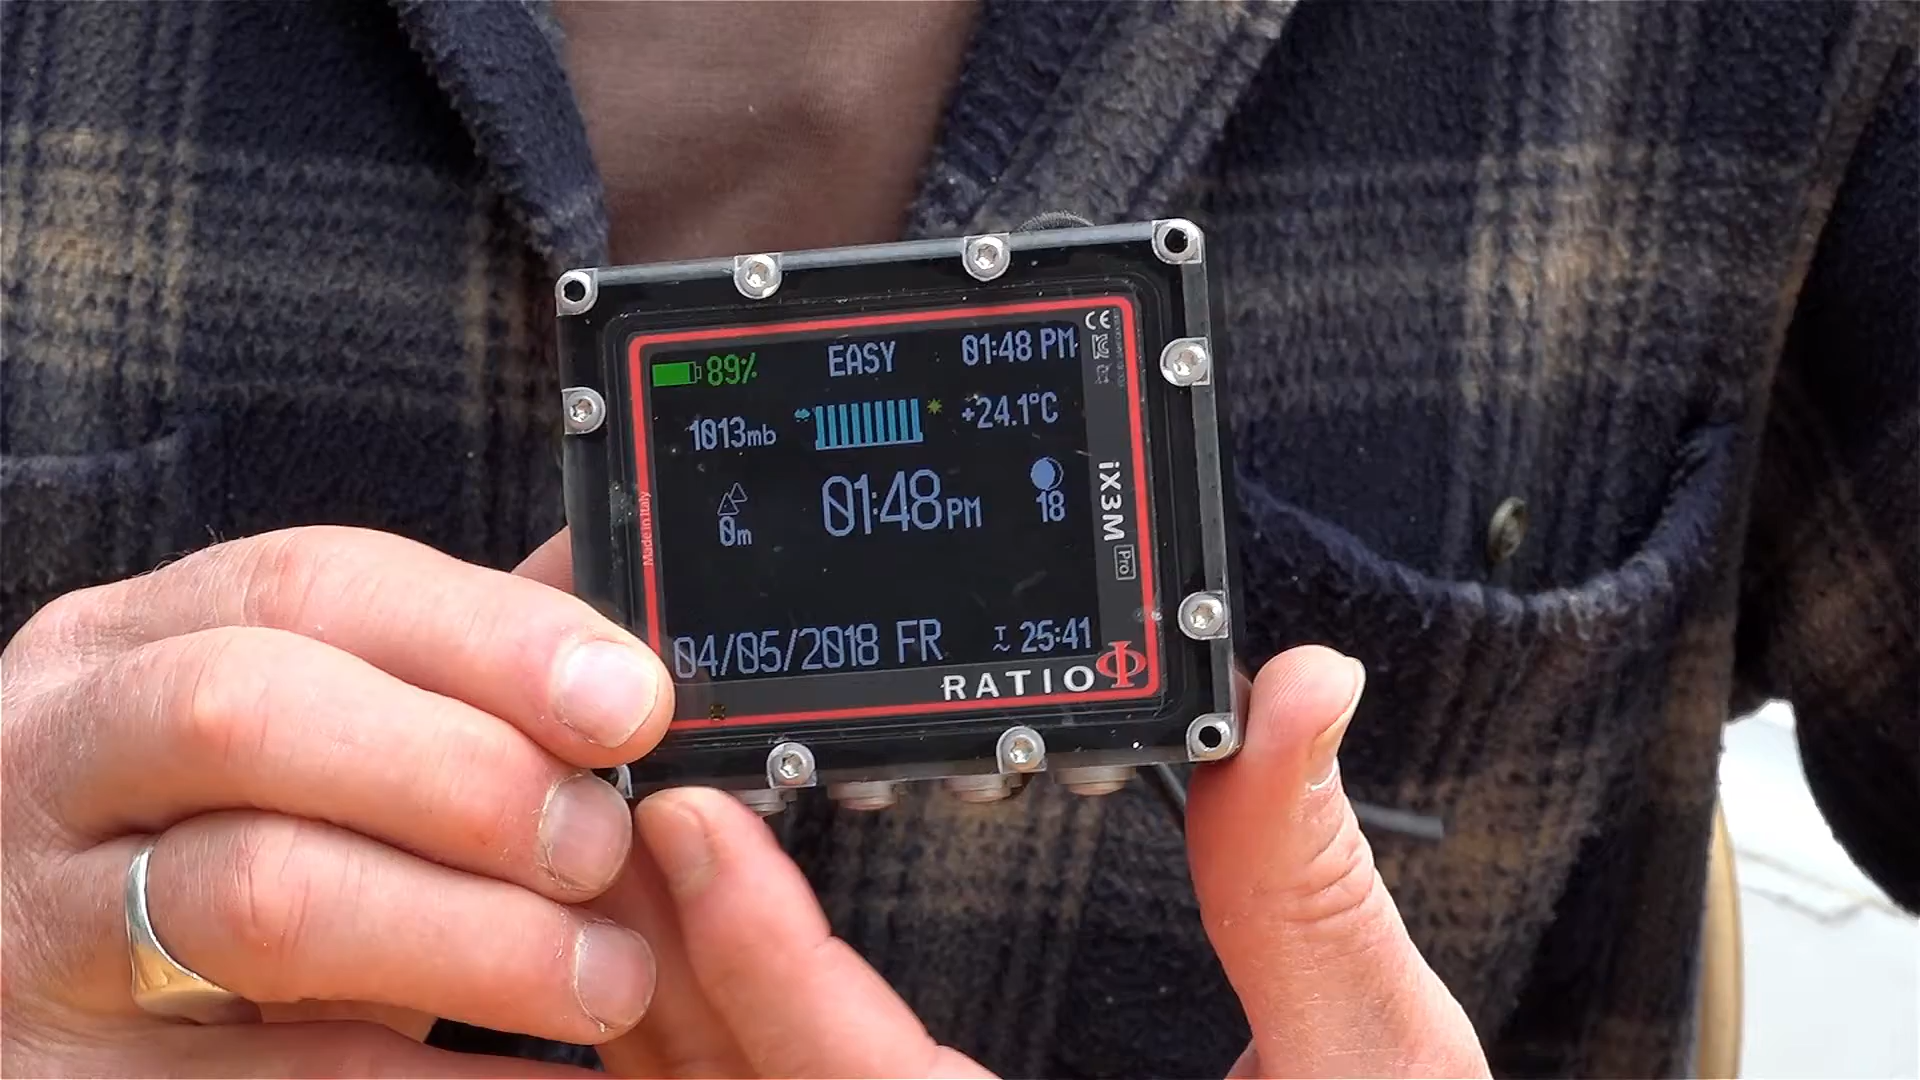 89% EASY 01:48 PM
1013mb +24.1°C
0m 01:48PM 18
04/05/2018 FR T 25:41
RATIO
iX3M Pro
CE
Made in Italy